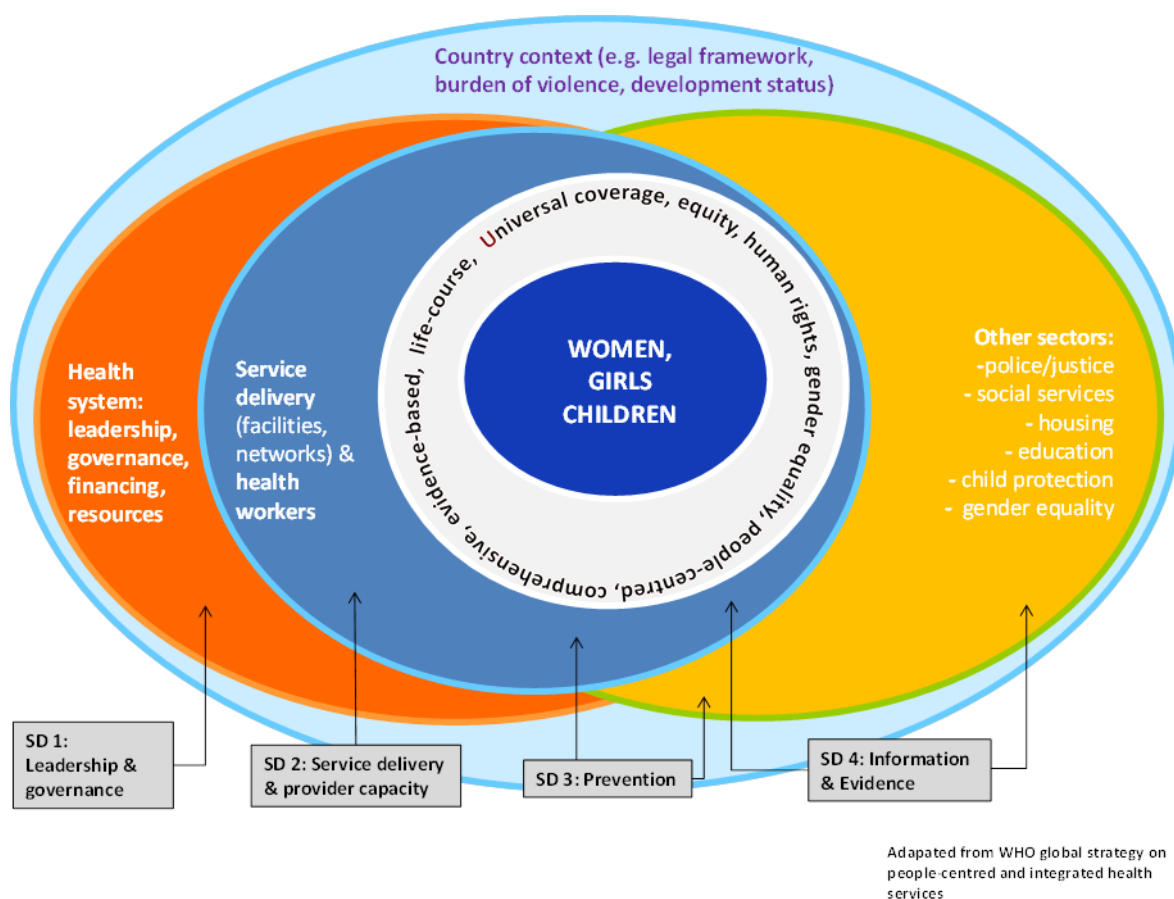 Country context (e.g. legal framework,
burden of violence, development status)
Universal coverage, equity, human rights, gender equality, people-centred, comprehensive, evidence-based, life-course,
WOMEN,
GIRLS
CHILDREN
Health
system:
leadership,
governance,
financing,
resources
Service
delivery
(facilities,
networks) &
health
workers
Other sectors:
-police/justice
- social services
- housing
- education
- child protection
- gender equality
SD 1:
Leadership &
governance
SD 2: Service delivery
& provider capacity
SD 3: Prevention
SD 4: Information
& Evidence
Adapated from WHO global strategy on
people-centred and integrated health
services